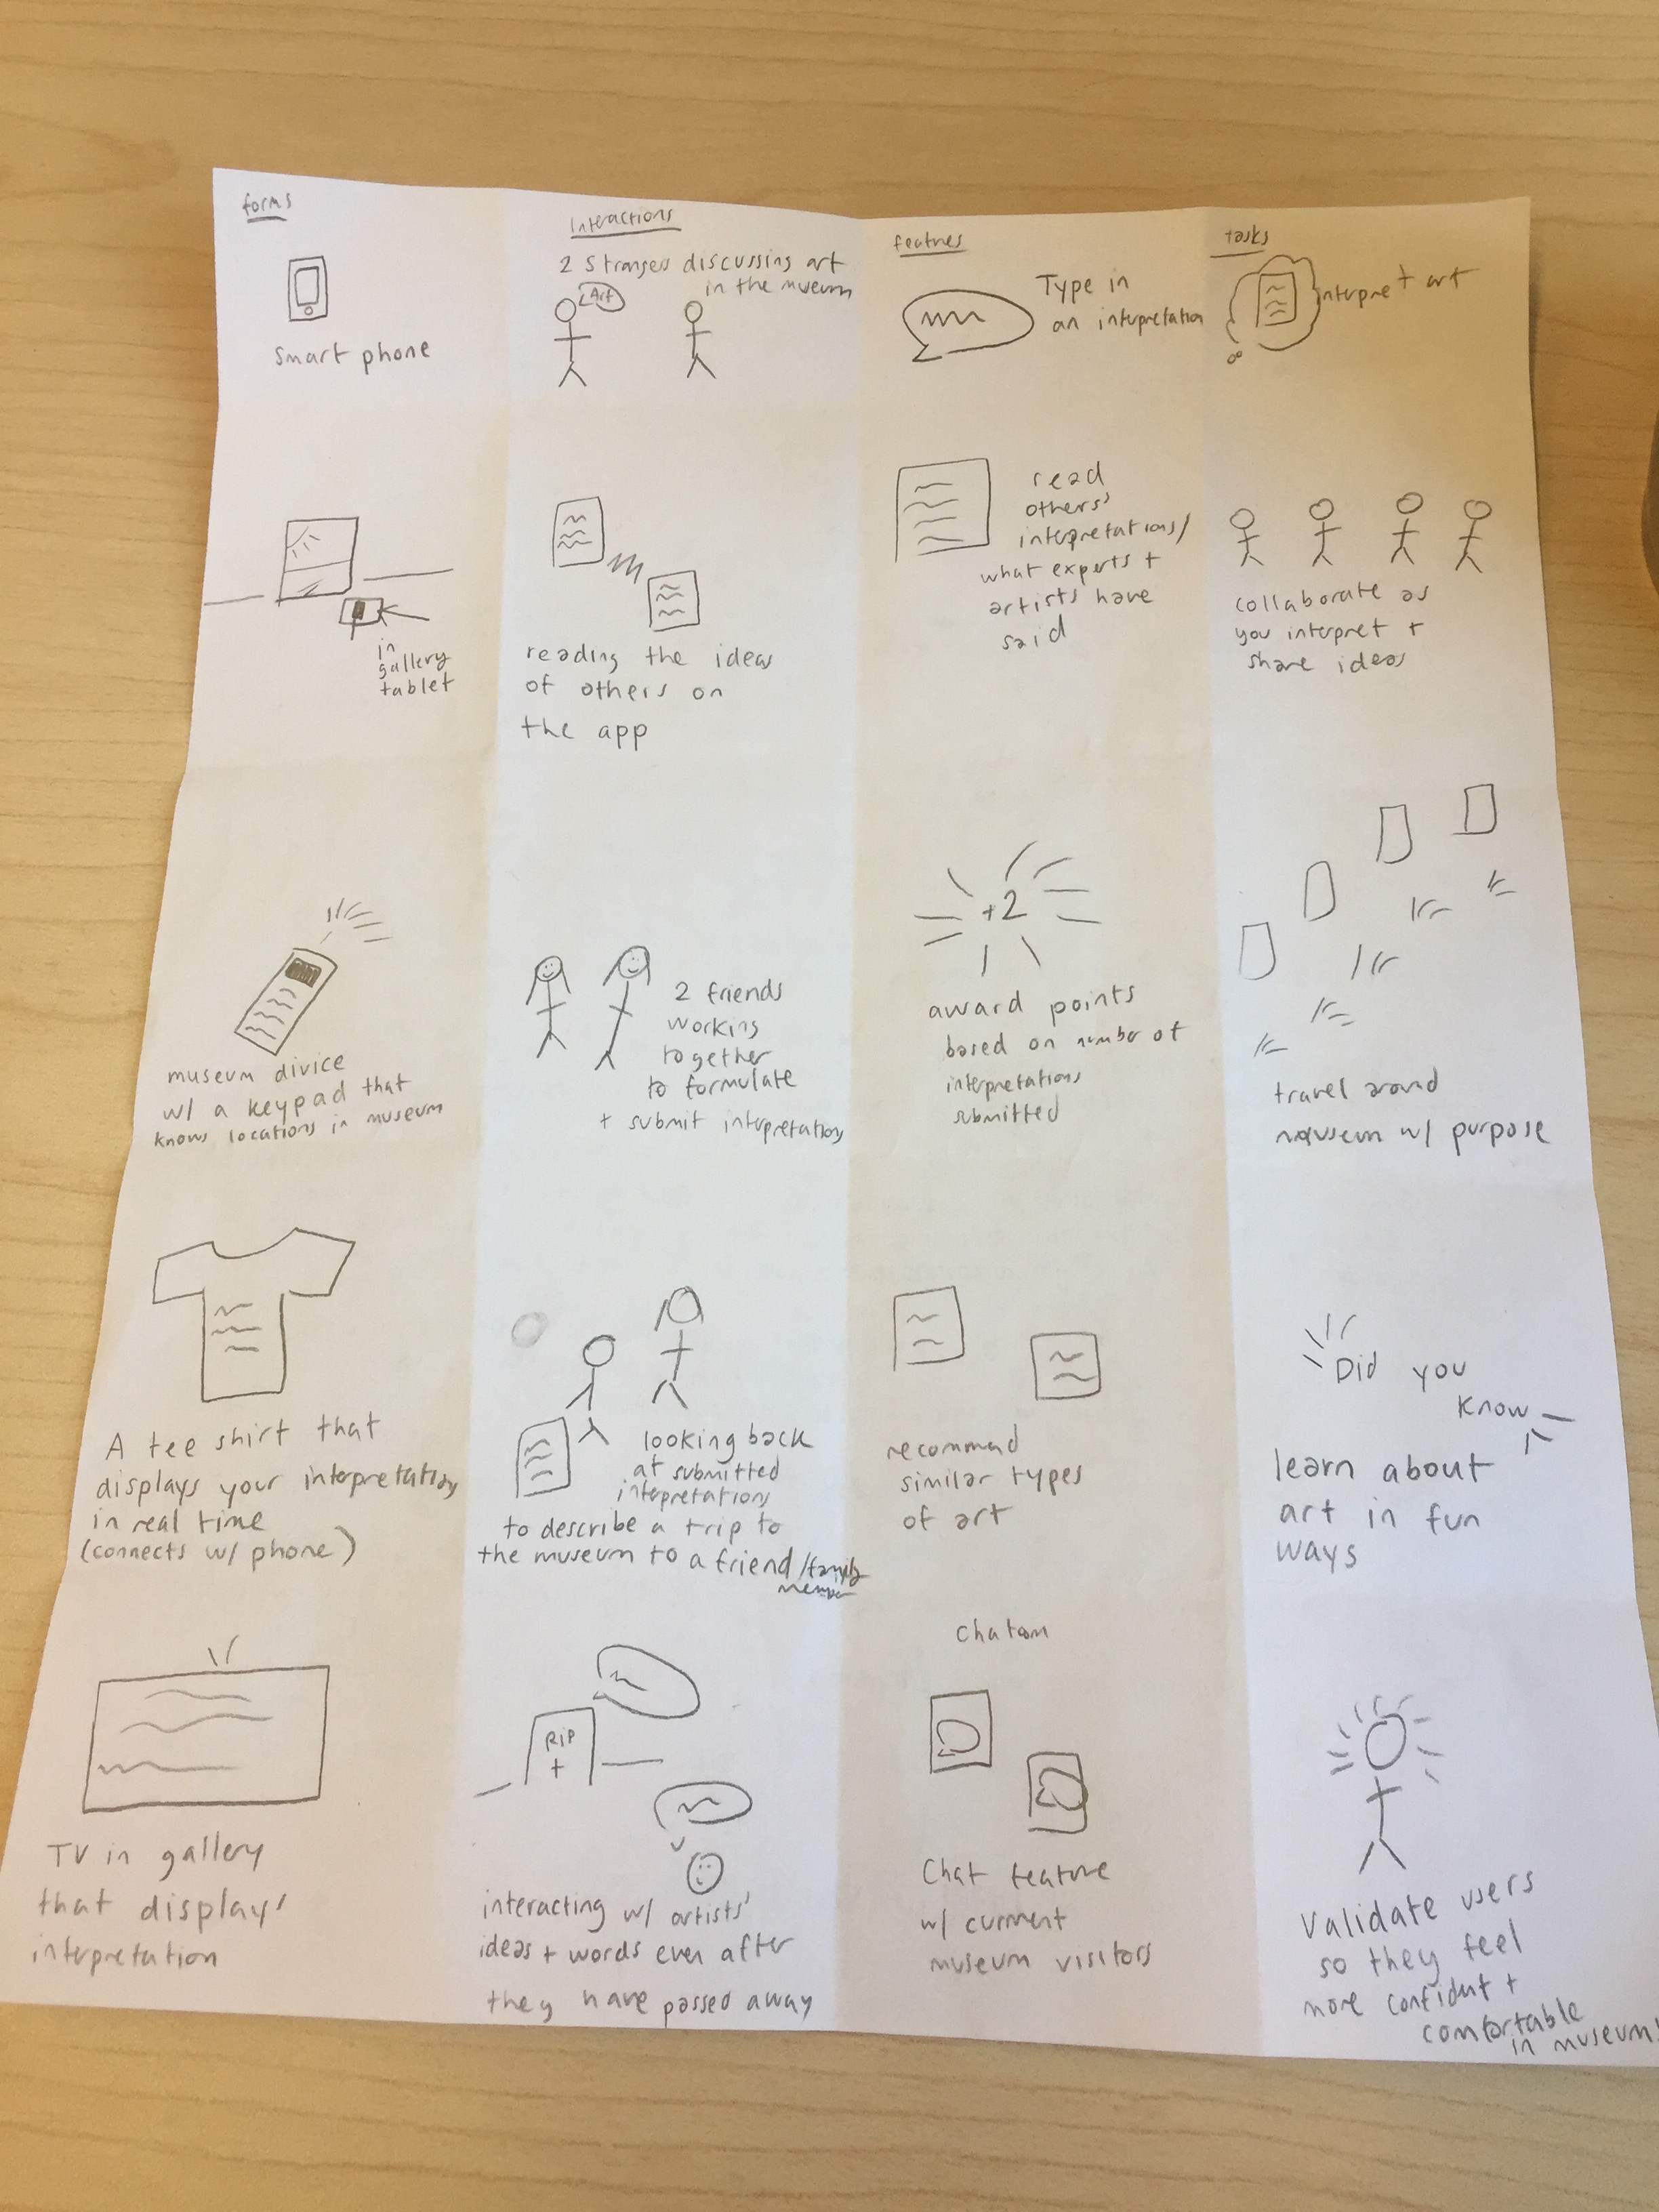 forms
smart phone
in
gallery
tablet
museum divice
w/ a keypad that
knows locations in museum
A tee shirt that
displays your interpretation
in real time
(connects w/ phone)
TV in gallery
that displays
interpretation
Interactions
2 strangers discussing art
in the museum
Art
reading the ideas
of others on
the app
2 friends
working
together
to formulate
+ submit interpretations
looking back
at submitted
interpretations
to describe a trip to
the museum to a friend/family
member
RIP
+
interacting w/ artists'
ideas + words even after
they have passed away
features
Type in
an interpretation
read
others'
interpretations/
what experts +
artists have
said
+2
award points
based on number of
interpretations
submitted
recommend
similar types
of art
Chat feature
w/ current
museum visitors
tasks
interpret art
collaborate as
you interpret +
share ideas
travel around
museum w/ purpose
Did you
know
learn about
art in fun
ways
Validate users
so they feel
more confident +
comfortable
in museum!